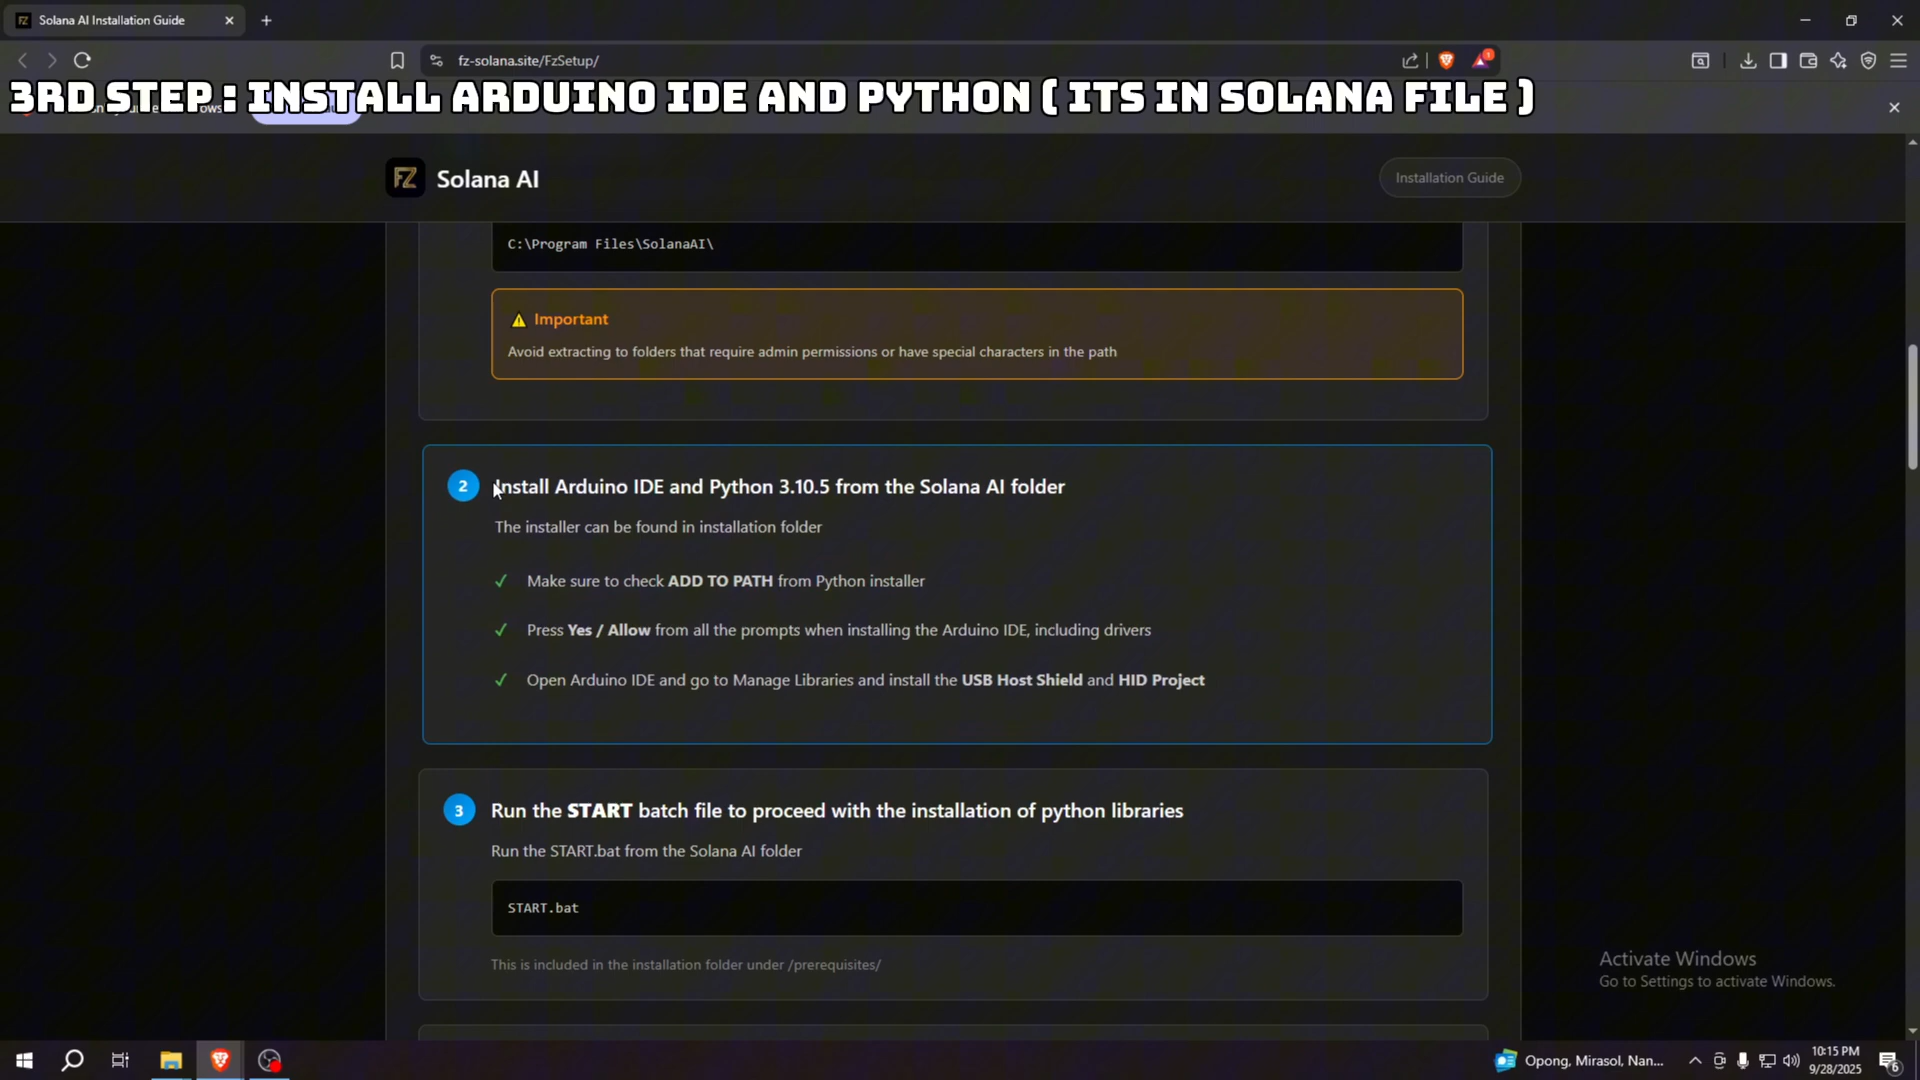 Solana AI Installation Guide
fz-solana.site/FzSetup/
3RD STEP : INSTALL ARDUINO IDE AND PYTHON ( ITS IN SOLANA FILE )
FZ
Solana AI
Installation Guide
C:\Program Files\SolanaAI\
Important
Avoid extracting to folders that require admin permissions or have special characters in the path
2
Install Arduino IDE and Python 3.10.5 from the Solana AI folder
The installer can be found in installation folder
✓ Make sure to check ADD TO PATH from Python installer
✓ Press Yes / Allow from all the prompts when installing the Arduino IDE, including drivers
✓ Open Arduino IDE and go to Manage Libraries and install the USB Host Shield and HID Project
3
Run the START batch file to proceed with the installation of python libraries
Run the START.bat from the Solana AI folder
START.bat
This is included in the installation folder under /prerequisites/
Activate Windows
Go to Settings to activate Windows.
Opong, Mirasol, Nan...
10:15 PM
9/28/2025
6